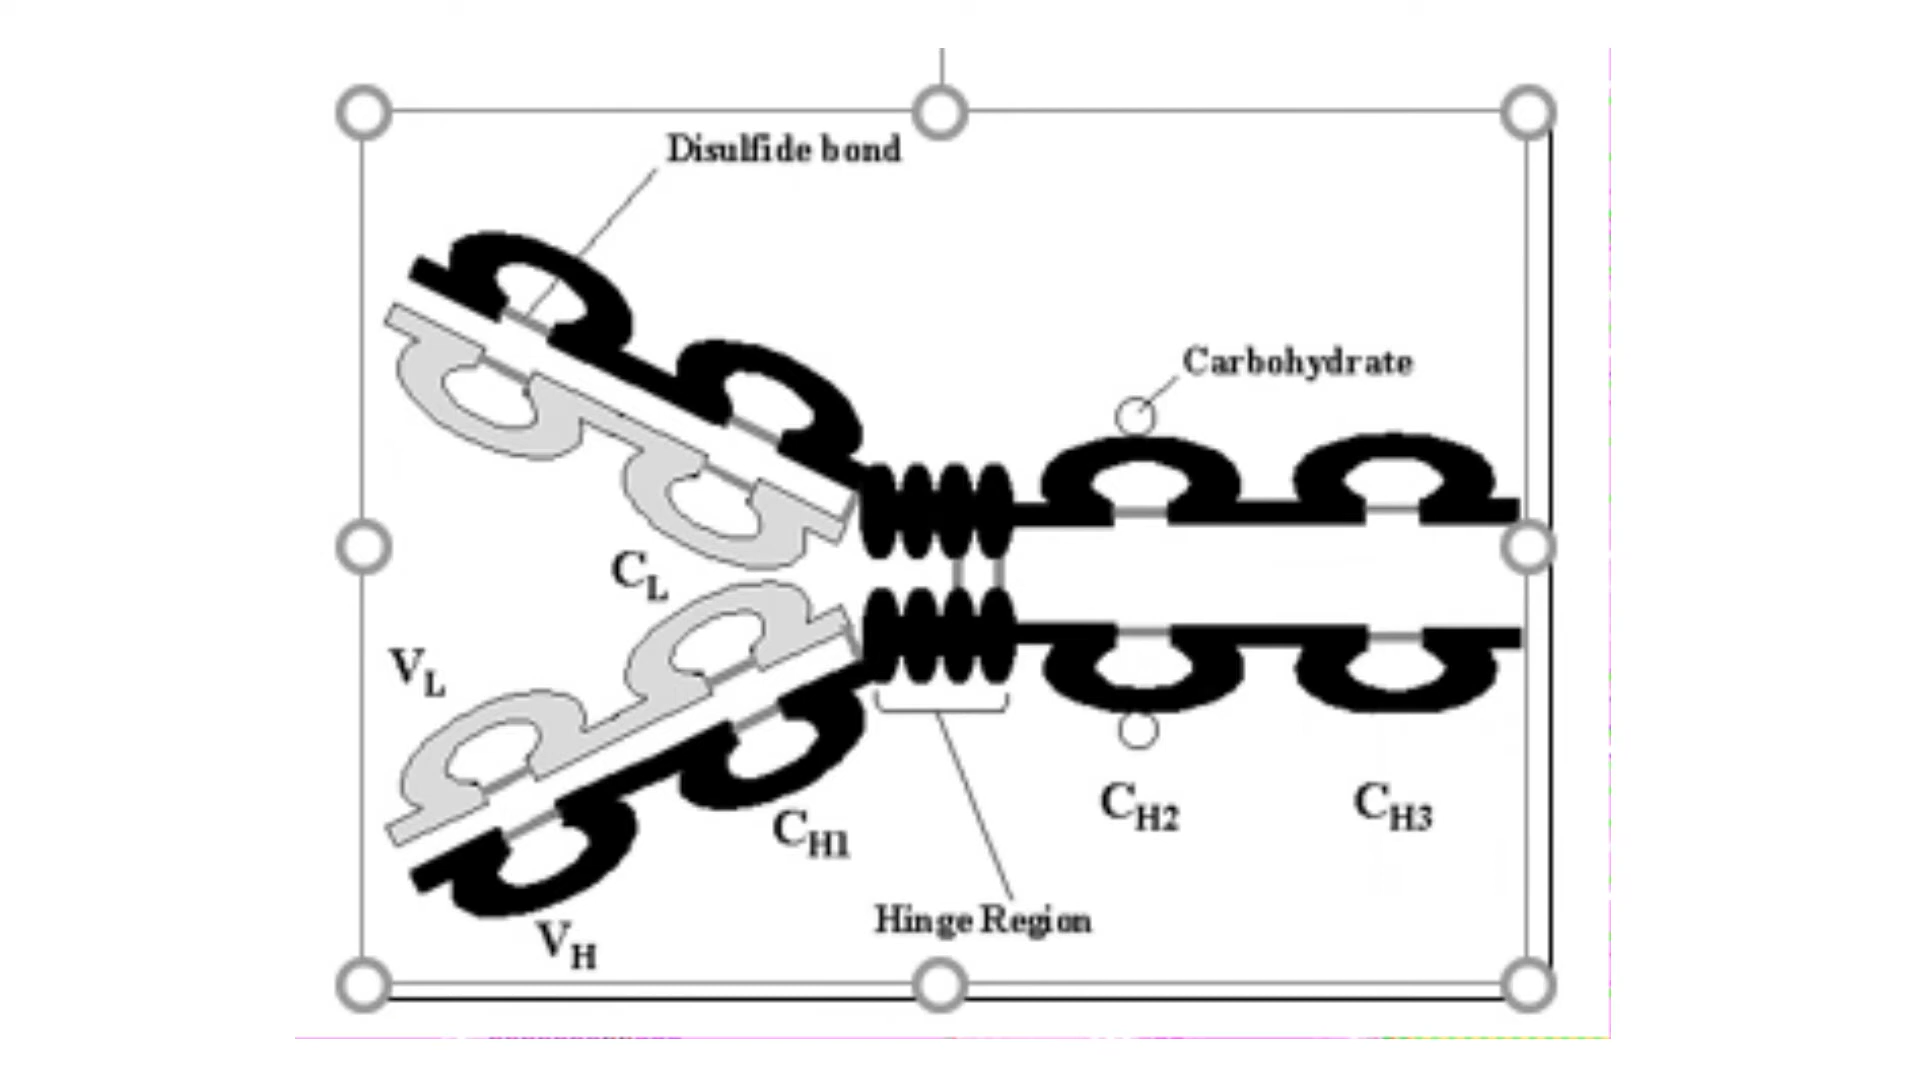 Disulfide bond
Carbohydrate
CL
VL
CH1
CH2
CH3
Hinge Region
VH